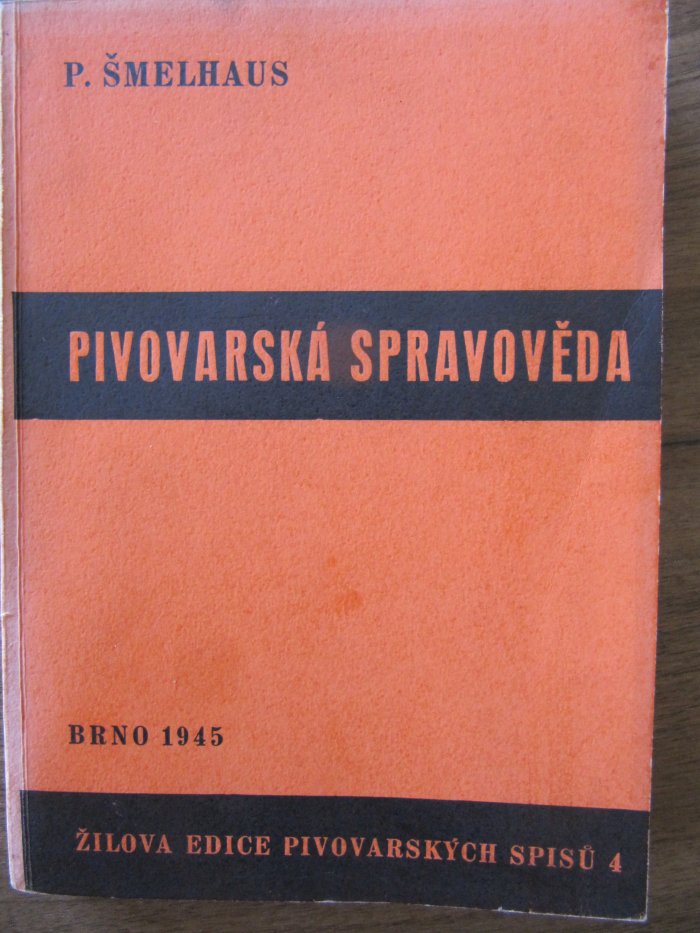 P. ŠMELHAUS
PIVOVARSKÁ SPRAVOVĚDA
BRNO 1945
ŽILOVA EDICE PIVOVARSKÝCH SPISŮ 4